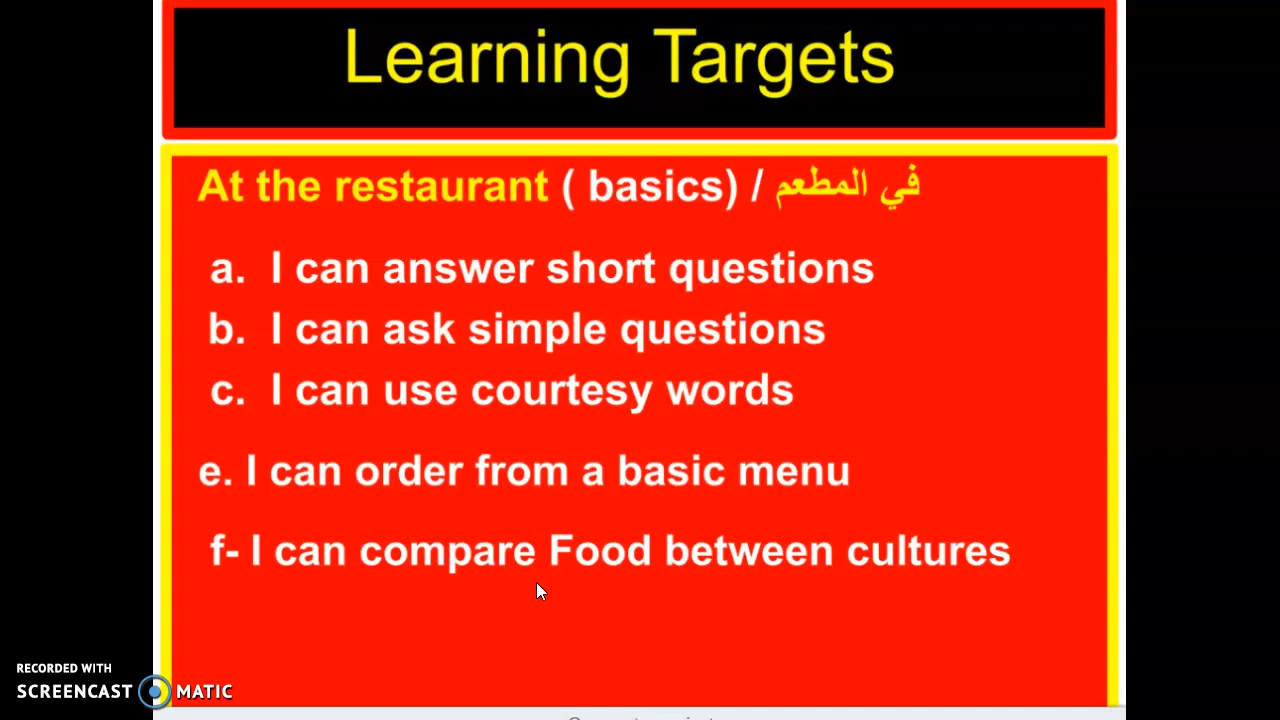 Learning Targets
At the restaurant ( basics) / في المطعم
a. I can answer short questions
b. I can ask simple questions
c. I can use courtesy words
e. I can order from a basic menu
f- I can compare Food between cultures
RECORDED WITH
SCREENCAST MATIC